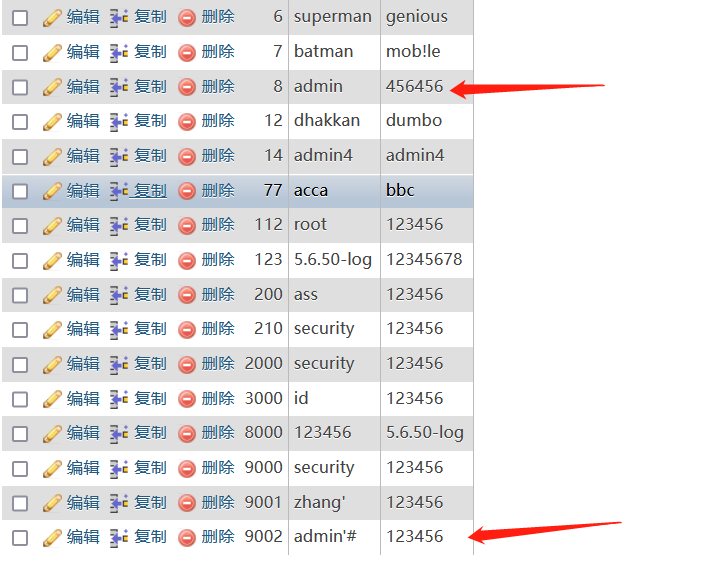 编辑 复制 删除 6 superman genious
编辑 复制 删除 7 batman mob!le
编辑 复制 删除 8 admin 456456
编辑 复制 删除 12 dhakkan dumbo
编辑 复制 删除 14 admin4 admin4
编辑 复制 删除 77 acca bbc
编辑 复制 删除 112 root 123456
编辑 复制 删除 123 5.6.50-log 12345678
编辑 复制 删除 200 ass 123456
编辑 复制 删除 210 security 123456
编辑 复制 删除 2000 security 123456
编辑 复制 删除 3000 id 123456
编辑 复制 删除 8000 123456 5.6.50-log
编辑 复制 删除 9000 security 123456
编辑 复制 删除 9001 zhang' 123456
编辑 复制 删除 9002 admin'# 123456